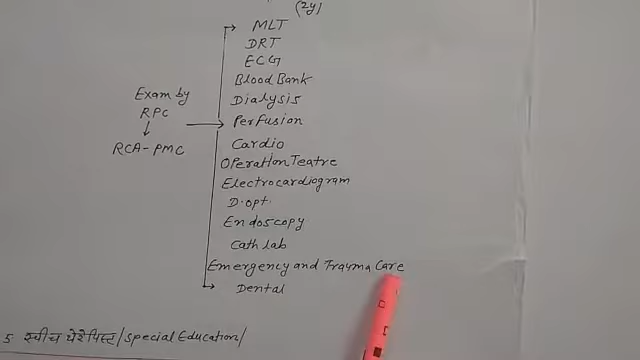 (2y)
MLT
DRT
ECG
Blood Bank
Dialysis
Exam by
RPC
RCA-PMC
Perfusion
Cardio
Operation Teatre
Electrocardiogram
D.opt.
Endoscopy
Cath lab
Emergency and Trauma Care
Dental
5 स्पीच थेरेपिस्ट/Special Education/